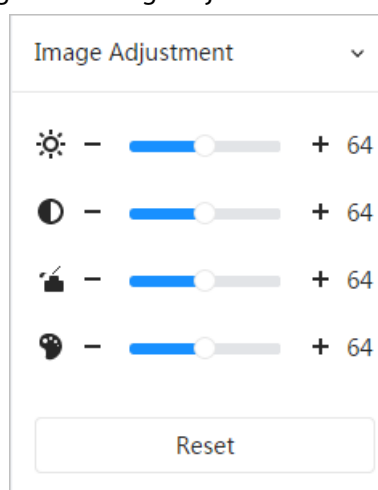 Image Adjustment
− + 64
− + 64
− + 64
− + 64
Reset